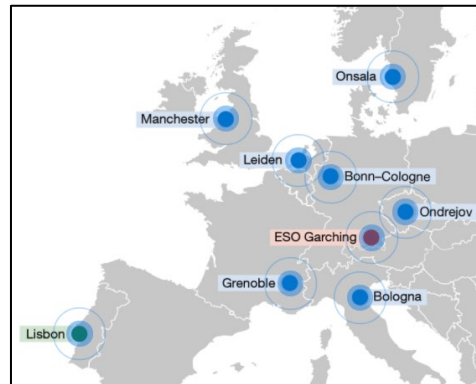 Onsala
Manchester
Leiden
Bonn–Cologne
Ondrejov
ESO Garching
Grenoble
Bologna
Lisbon